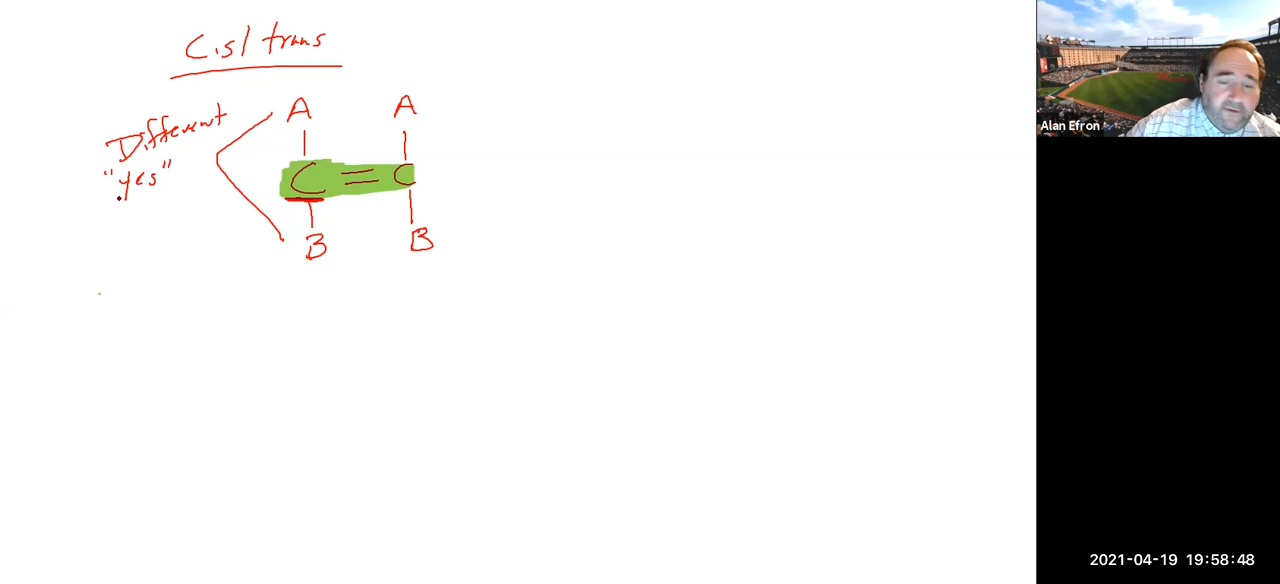 Cis/trans
A A
Different
"yes"
C = C
B B
Alan Efron
2021-04-19 19:58:48